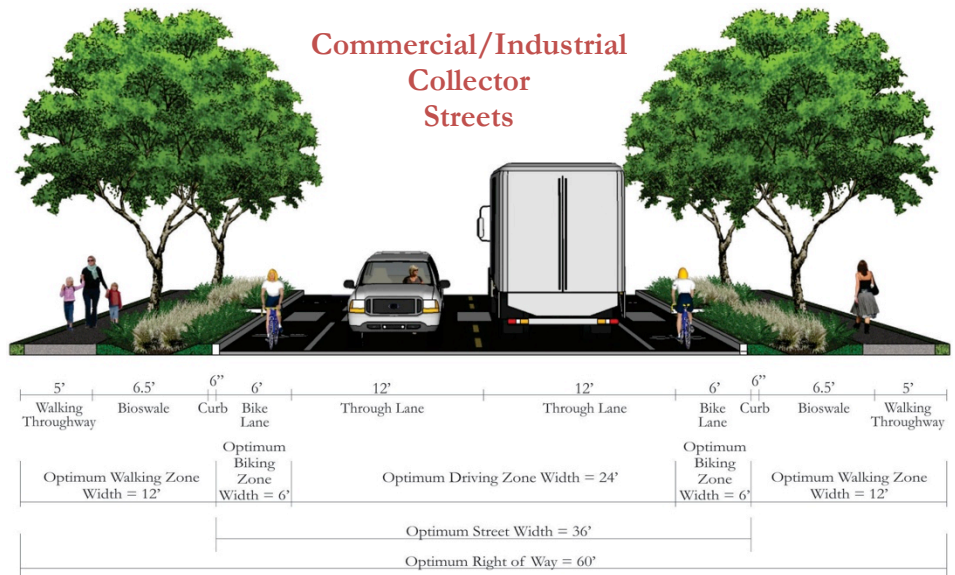 Commercial/Industrial
Collector
Streets
5’ 6.5’ 6” 6’ 12’ 12’ 6’ 6” 6.5’ 5’
Walking Throughway Bioswale Curb Bike Lane Through Lane Through Lane Bike Lane Curb Bioswale Walking Throughway
Optimum Walking Zone
Width = 12’
Optimum
Biking
Zone
Width = 6’
Optimum Driving Zone Width = 24’
Optimum
Biking
Zone
Width = 6’
Optimum Walking Zone
Width = 12’
Optimum Street Width = 36’
Optimum Right of Way = 60’